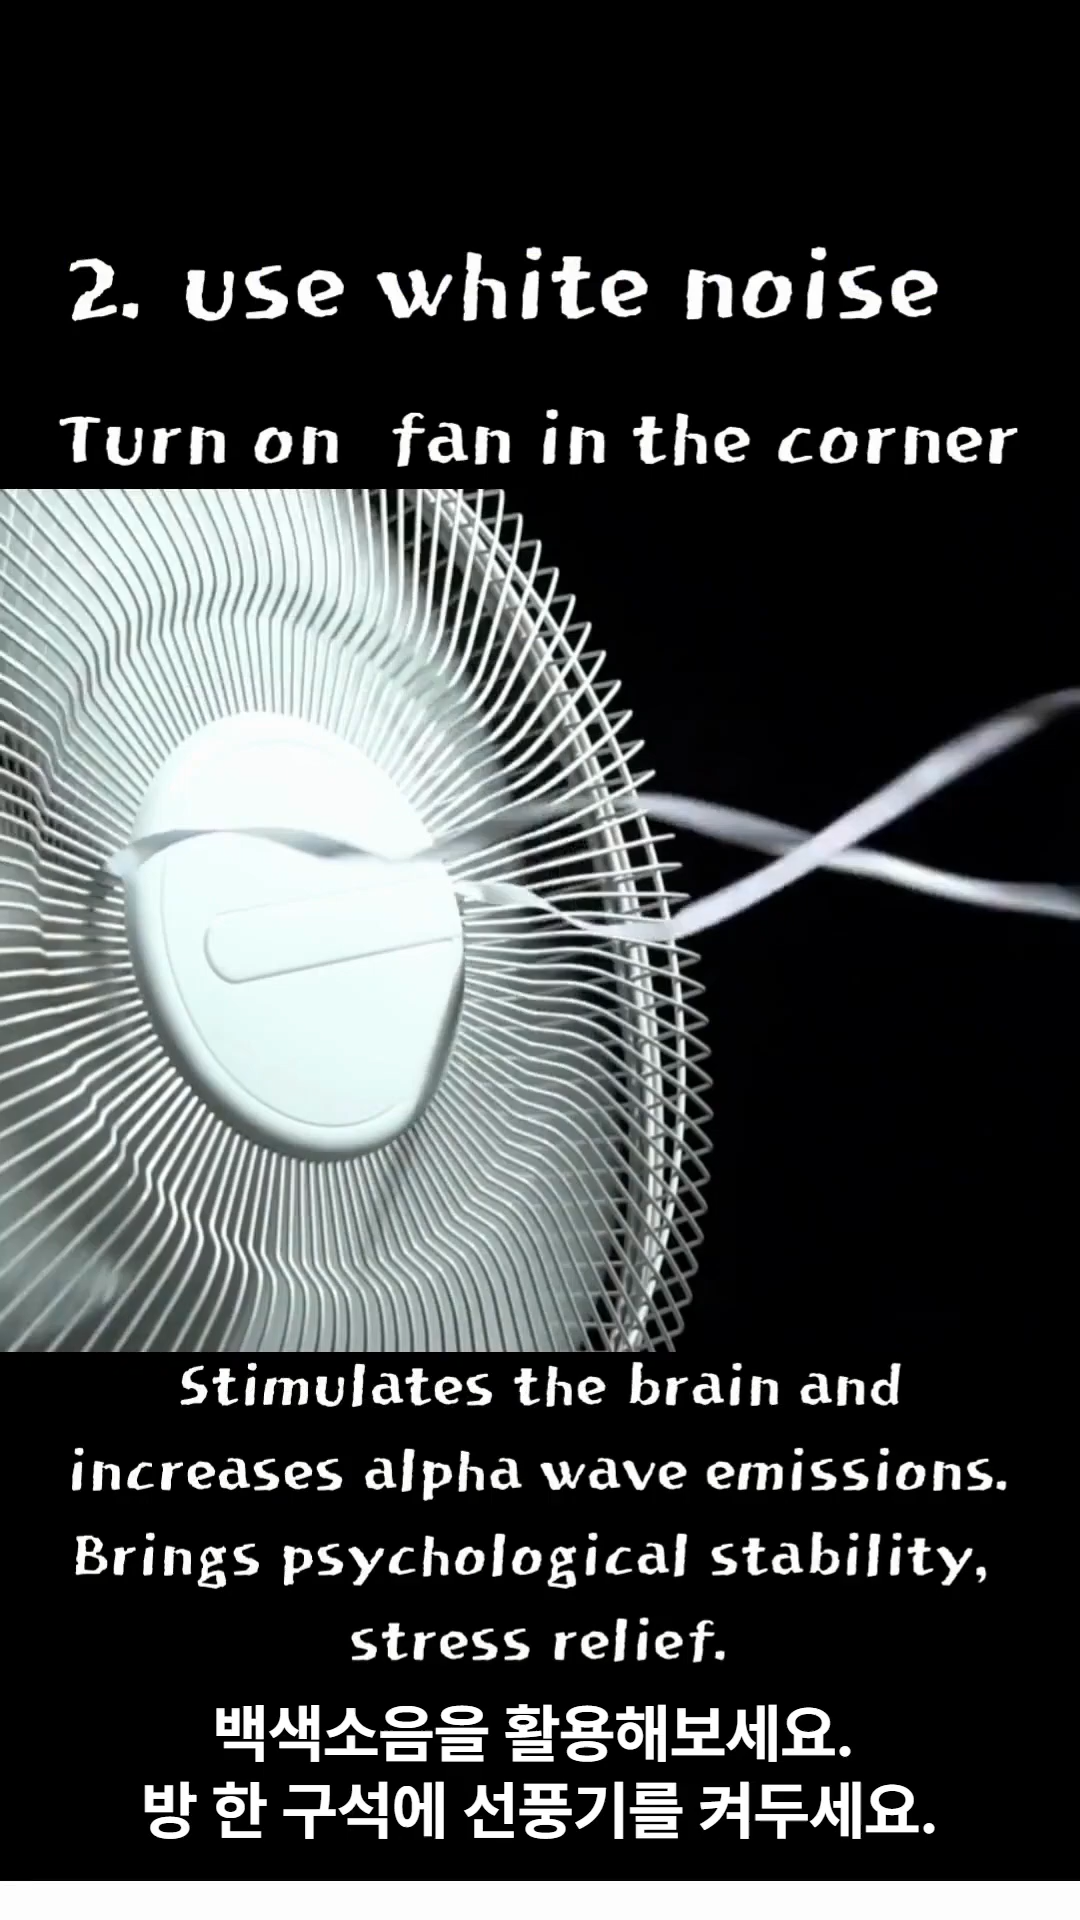 2. use white noise
Turn on fan in the corner
Stimulates the brain and
increases alpha wave emissions.
Brings psychological stability,
stress relief.
백색소음을 활용해보세요.
방 한 구석에 선풍기를 켜두세요.